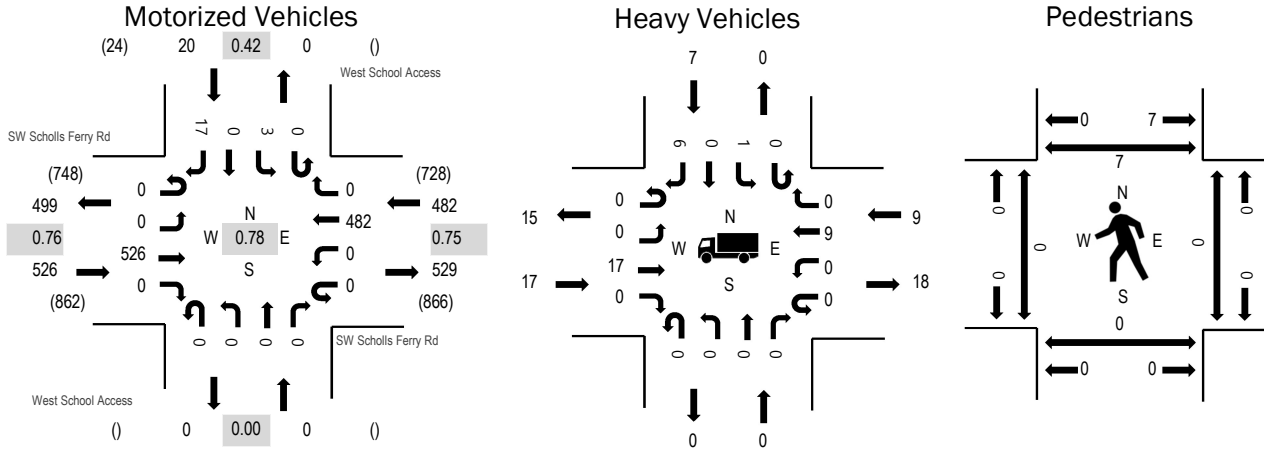 Motorized Vehicles
Heavy Vehicles
Pedestrians
(24) 20 0.42 0 ()
West School Access
SW Scholls Ferry Rd
17 0 3 0
(748)
499
0.76
526
(862)
0
0
526
0
N
W 0.78 E
S
0
482
0
0
(728)
482
0.75
529
(866)
0 0 0 0
SW Scholls Ferry Rd
West School Access
() 0 0.00 0 ()
7 0
6 0 1 0
15
17
0
0
17
0
N
W E
S
0
9
0
0
9
18
0 0 0 0
0 0
0 7
7
0
0
0
N
W E
S
0
0
0
0
0 0